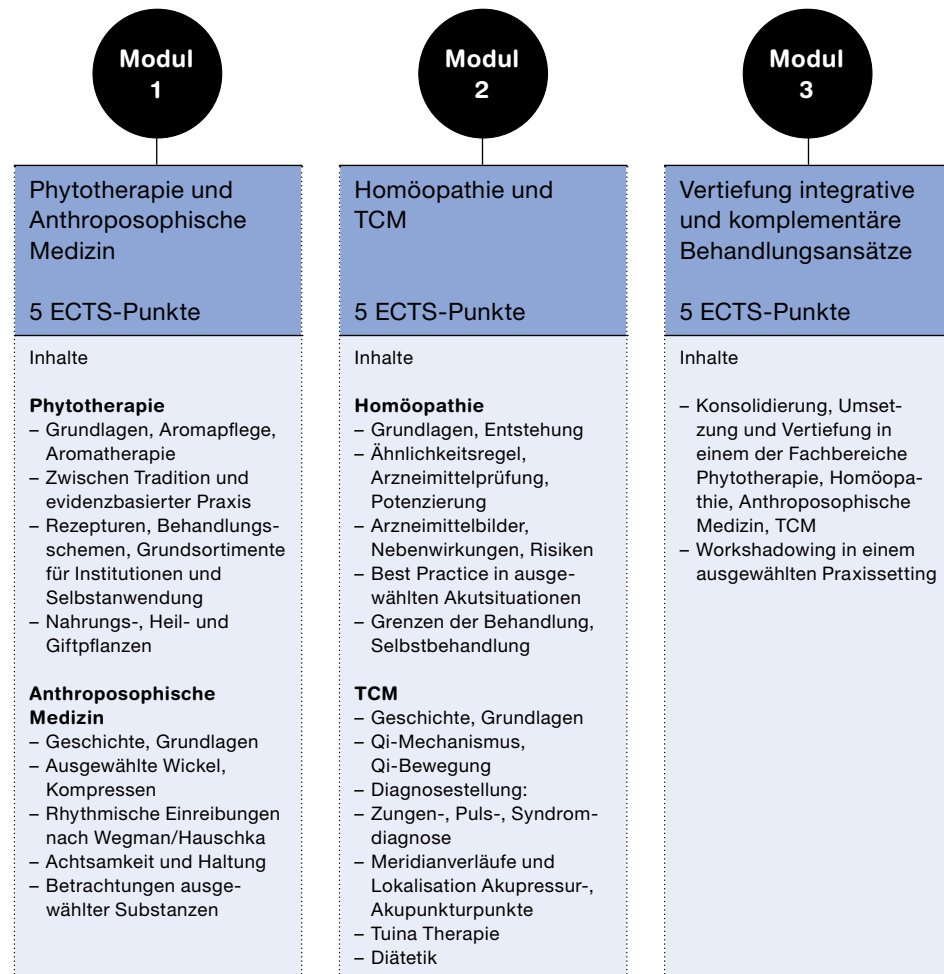 Modul
1
Phytotherapie und
Anthroposophische
Medizin
5 ECTS-Punkte
Inhalte
Phytotherapie
– Grundlagen, Aromapflege,
Aromatherapie
– Zwischen Tradition und
evidenzbasierter Praxis
– Rezepturen, Behandlungs-
schemen, Grundsortimente
für Institutionen und
Selbstanwendung
– Nahrungs-, Heil- und
Giftpflanzen
Anthroposophische
Medizin
– Geschichte, Grundlagen
– Ausgewählte Wickel,
Kompressen
– Rhythmische Einreibungen
nach Wegman/Hauschka
– Achtsamkeit und Haltung
– Betrachtungen ausge-
wählter Substanzen
Modul
2
Homöopathie und
TCM
5 ECTS-Punkte
Inhalte
Homöopathie
– Grundlagen, Entstehung
– Ähnlichkeitsregel,
Arzneimittelprüfung,
Potenzierung
– Arzneimittelbilder,
Nebenwirkungen, Risiken
– Best Practice in ausge-
wählten Akutsituationen
– Grenzen der Behandlung,
Selbstbehandlung
TCM
– Geschichte, Grundlagen
– Qi-Mechanismus,
Qi-Bewegung
– Diagnosestellung:
– Zungen-, Puls-, Syndrom-
diagnose
– Meridianverläufe und
Lokalisation Akupressur-,
Akupunkturpunkte
– Tuina Therapie
– Diätetik
Modul
3
Vertiefung integrative
und komplementäre
Behandlungsansätze
5 ECTS-Punkte
Inhalte
– Konsolidierung, Umset-
zung und Vertiefung in
einem der Fachbereiche
Phytotherapie, Homöopa-
thie, Anthroposophische
Medizin, TCM
– Workshadowing in einem
ausgewählten Praxissetting